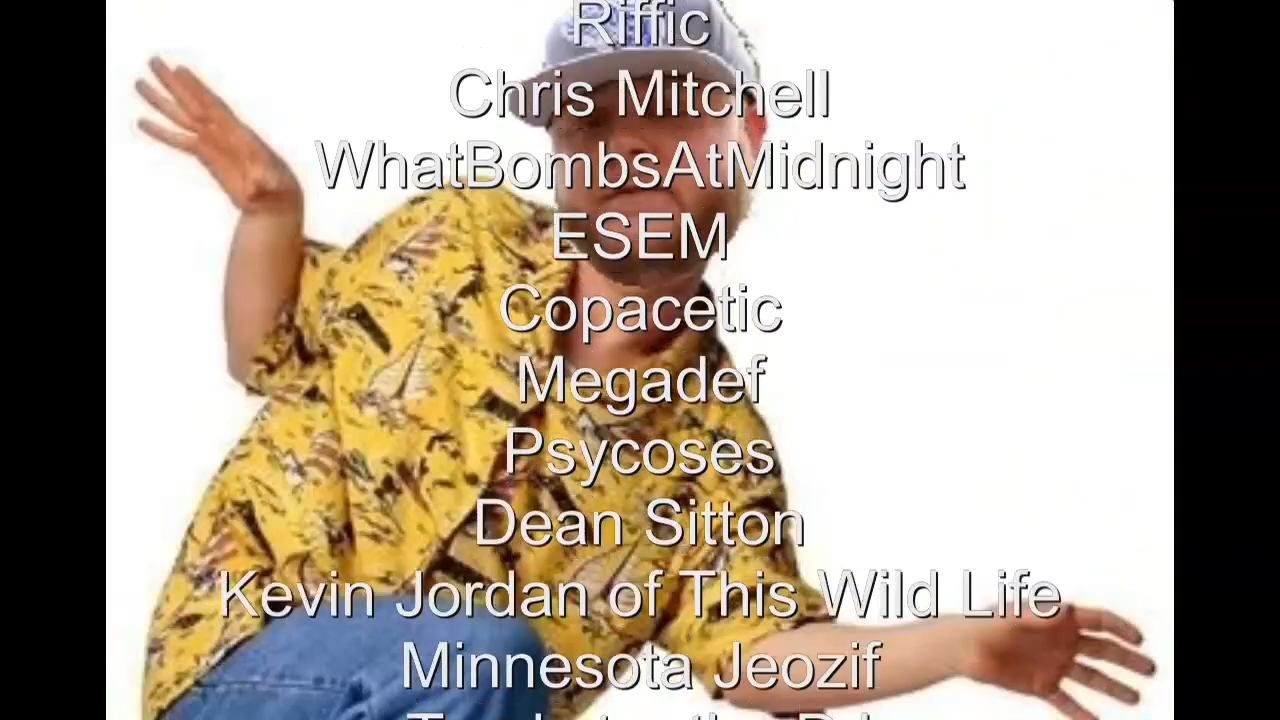 Riffic
Chris Mitchell
WhatBombsAtMidnight
ESEM
Copacetic
Megadef
Psycoses
Dean Sitton
Kevin Jordan of This Wild Life
Minnesota Jeozif